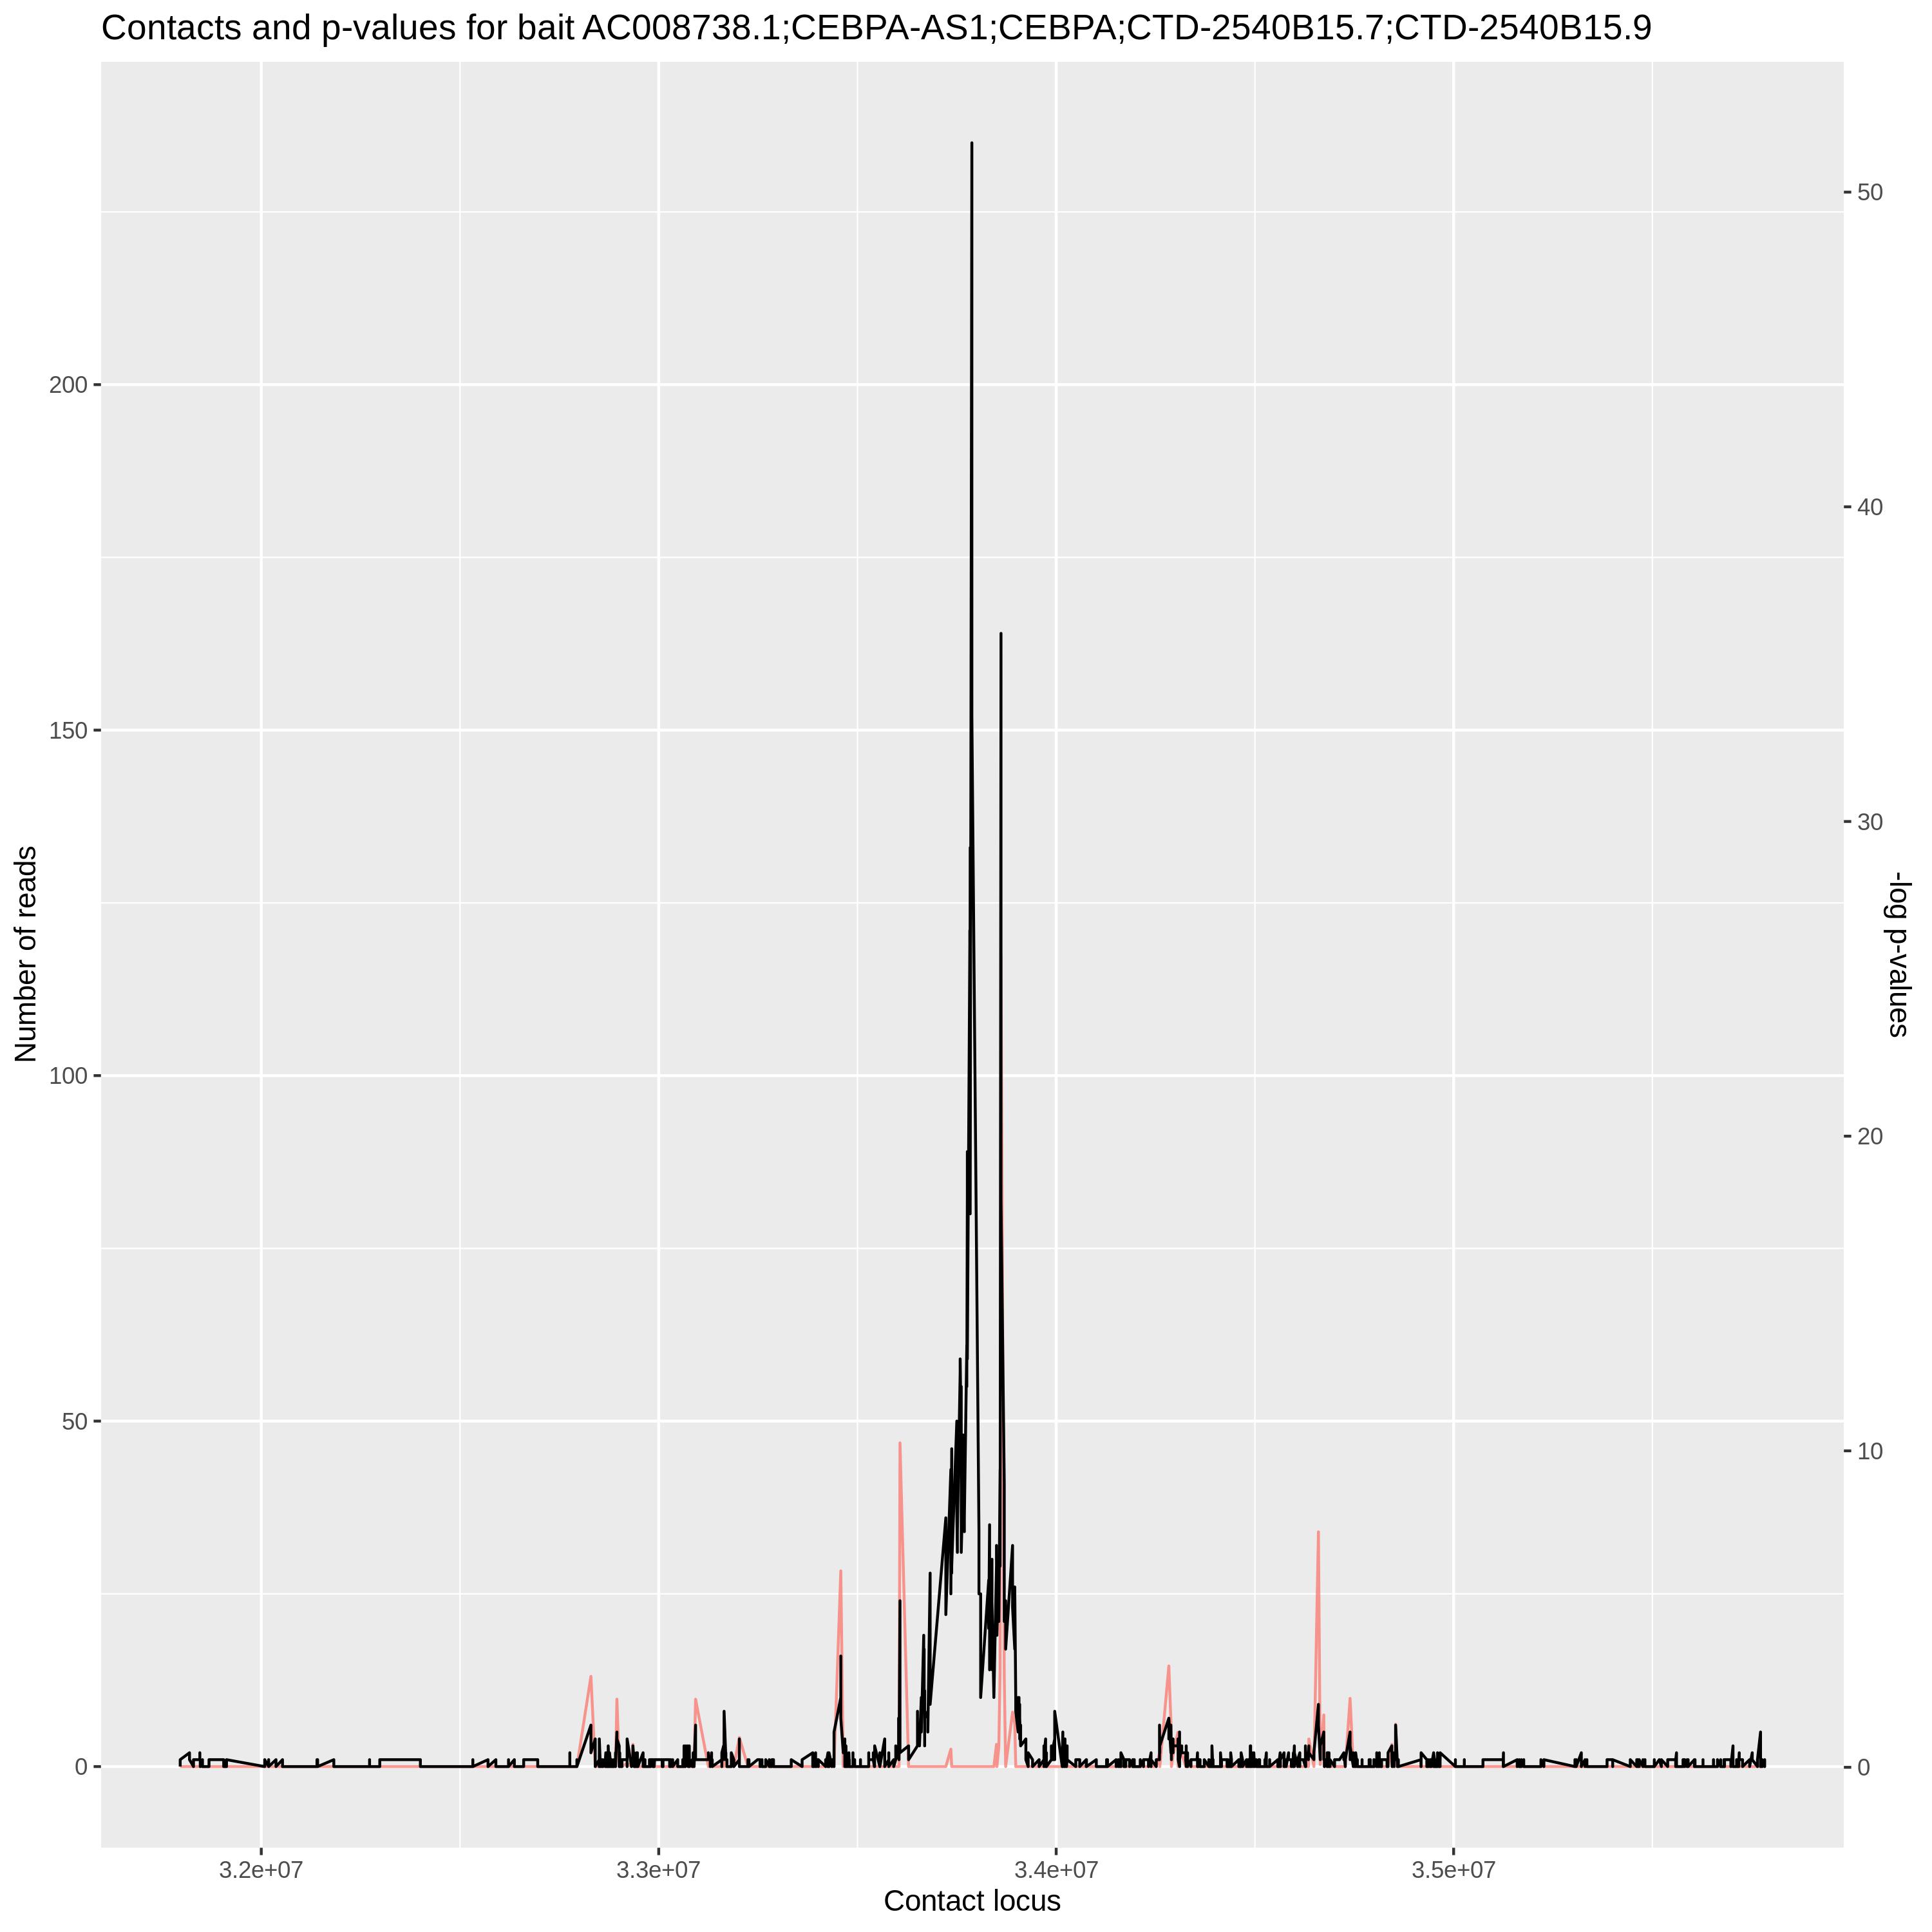 Contacts and p-values for bait AC008738.1;CEBPA-AS1;CEBPA;CTD-2540B15.7;CTD-2540B15.9
Number of reads
200
150
100
50
0
50
40
30
20
10
0
-log p-values
3.2e+07 3.3e+07 3.4e+07 3.5e+07
Contact locus